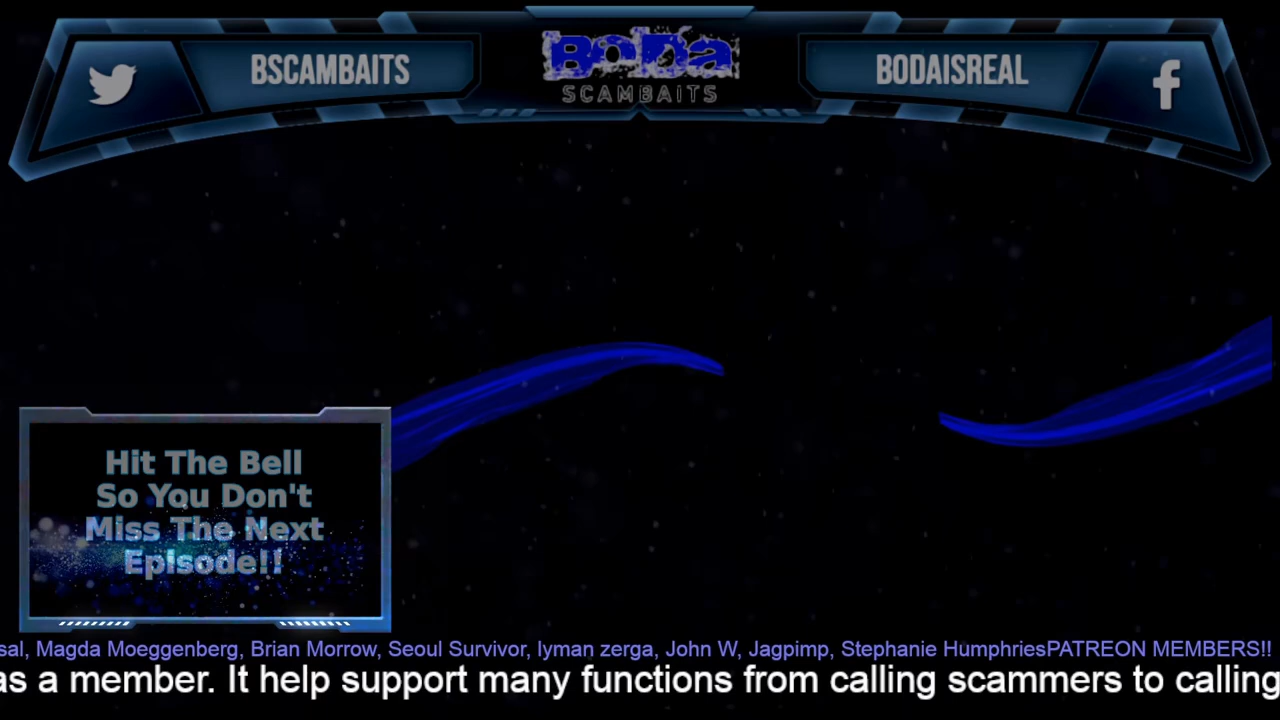 BSCAMBAITS
BoDa
SCAMBAITS
BODAISREAL
Hit The Bell
So You Don't
Miss The Next
Episode!!
sal, Magda Moeggenberg, Brian Morrow, Seoul Survivor, lyman zerga, John W, Jagpimp, Stephanie HumphriesPATREON MEMBERS!!
as a member. It help support many functions from calling scammers to calling